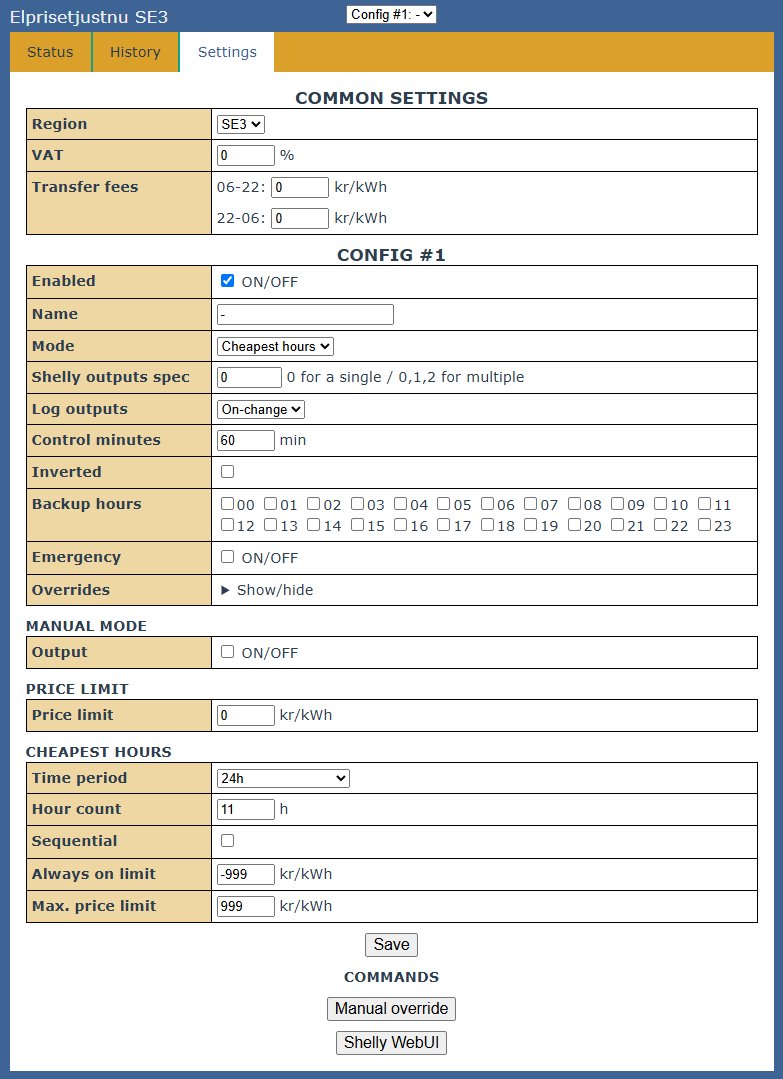 Elprisetjustnu SE3
Config #1: -
Status History Settings
COMMON SETTINGS
Region SE3
VAT 0 %
Transfer fees 06-22: 0 kr/kWh
22-06: 0 kr/kWh
CONFIG #1
Enabled ON/OFF
Name -
Mode Cheapest hours
Shelly outputs spec 0 0 for a single / 0,1,2 for multiple
Log outputs On-change
Control minutes 60 min
Inverted
Backup hours 00 01 02 03 04 05 06 07 08 09 10 11
12 13 14 15 16 17 18 19 20 21 22 23
Emergency ON/OFF
Overrides ▶ Show/hide
MANUAL MODE
Output ON/OFF
PRICE LIMIT
Price limit 0 kr/kWh
CHEAPEST HOURS
Time period 24h
Hour count 11 h
Sequential
Always on limit -999 kr/kWh
Max. price limit 999 kr/kWh
Save
COMMANDS
Manual override
Shelly WebUI